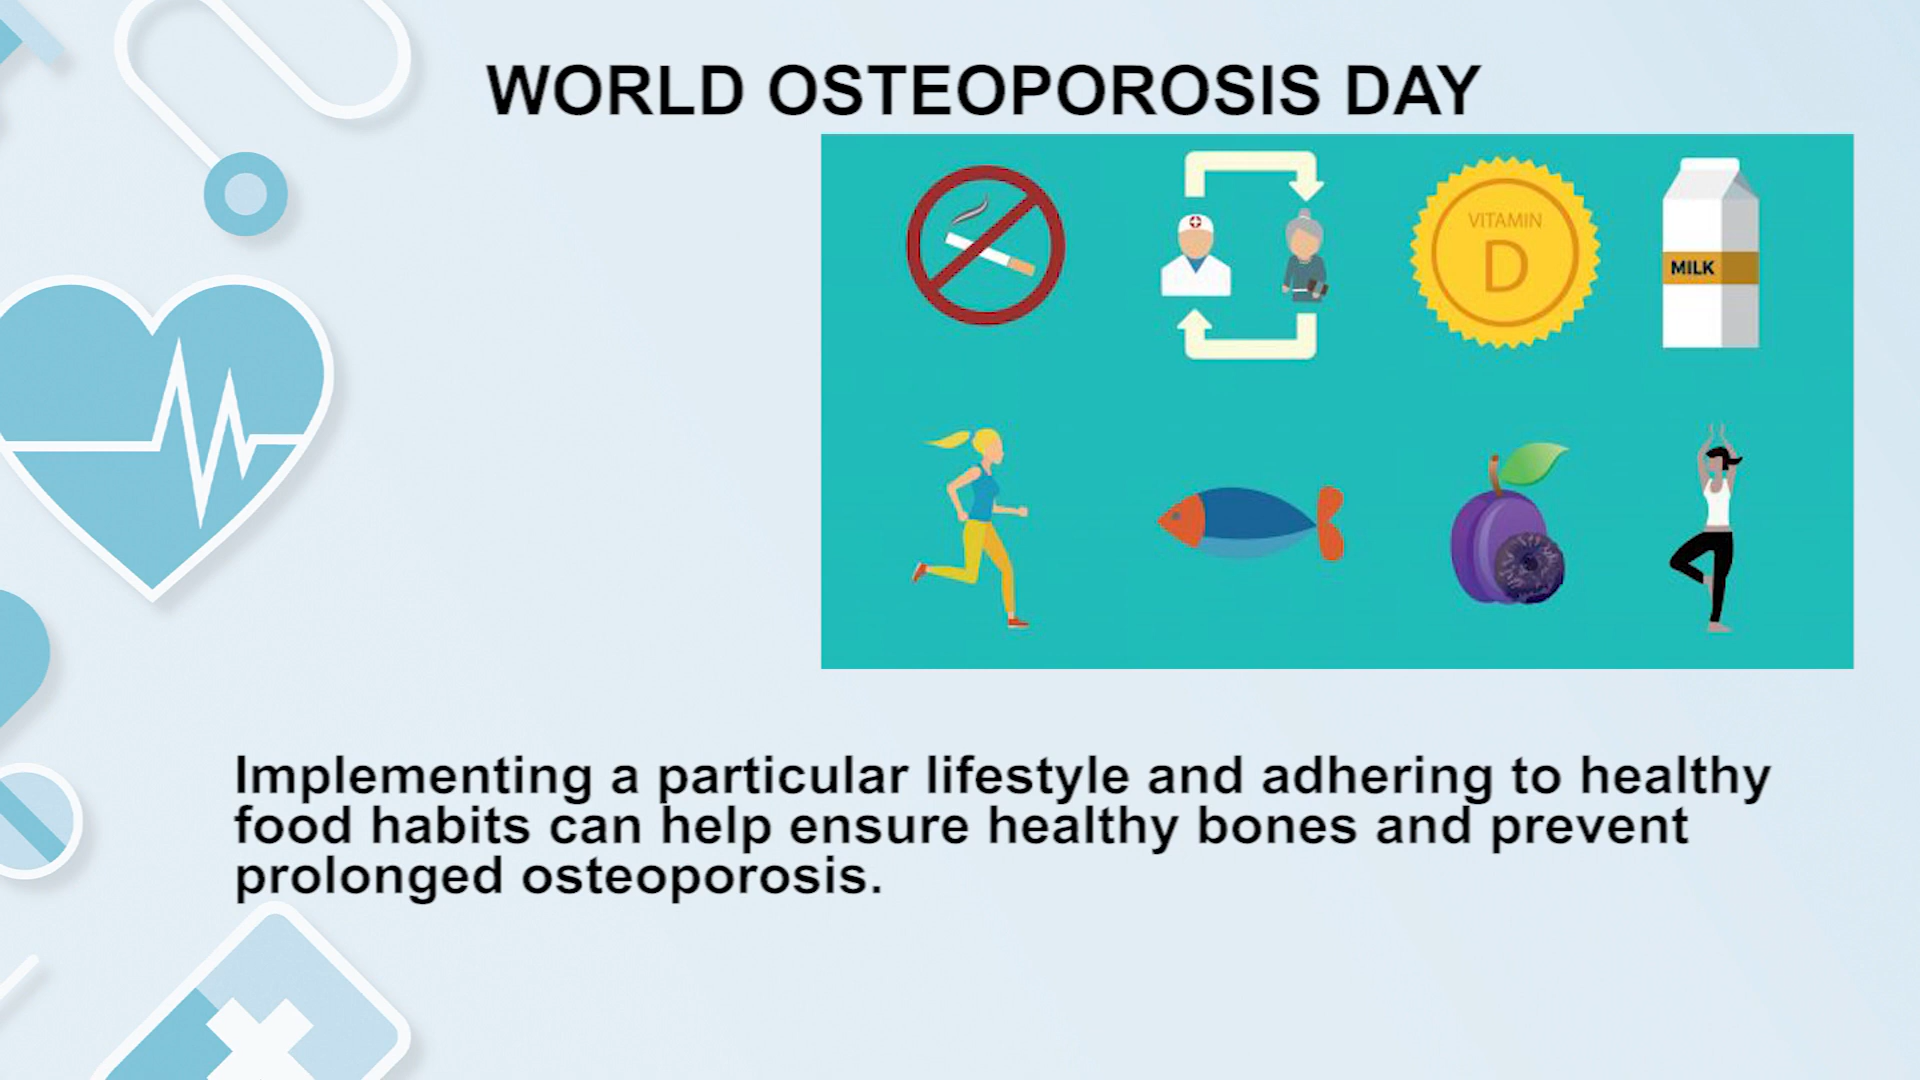 WORLD OSTEOPOROSIS DAY
VITAMIN
D
MILK
Implementing a particular lifestyle and adhering to healthy
food habits can help ensure healthy bones and prevent
prolonged osteoporosis.